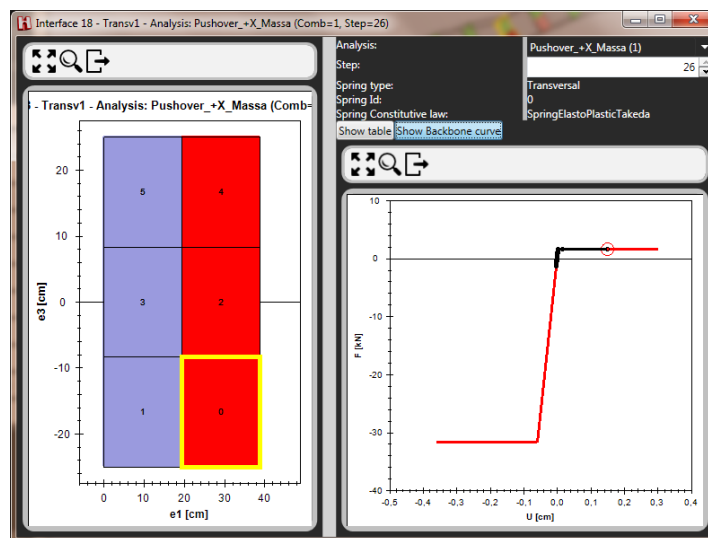 Interface 18 - Transv1 - Analysis: Pushover_+X_Massa (Comb=1, Step=26)
Analysis: Pushover_+X_Massa (1)
Step: 26
Spring type: Transversal
Spring Id: 0
Spring Constitutive law: SpringElastoPlasticTakeda
Show table Show Backbone curve
- Transv1 - Analysis: Pushover_+X_Massa (Comb=
20
10
0
-10
-20
e3 [cm]
5 4
3 2
1 0
0 10 20 30 40
e1 [cm]
10
0
-10
-20
-30
-40
F [kN]
-0,5 -0,4 -0,3 -0,2 -0,1 0,0 0,1 0,2 0,3 0,4
U [cm]